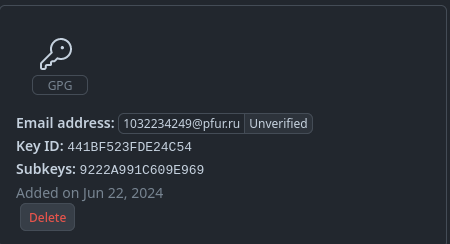 GPG
Email address: 1032234249@pfur.ru Unverified
Key ID: 441BF523FDE24C54
Subkeys: 9222A991C609E969
Added on Jun 22, 2024
Delete